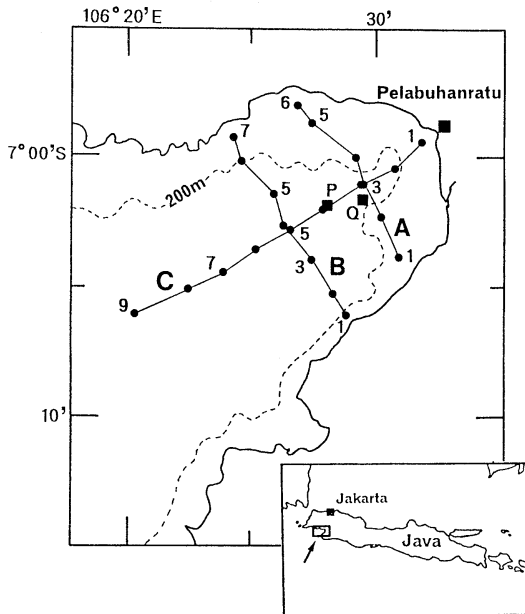 106° 20'E
30'
Pelabuhanratu
6
5
1
7
7°00'S
200m
5
P
3
Q
A
5
3
B
1
C
7
9
1
10'
Jakarta
Java